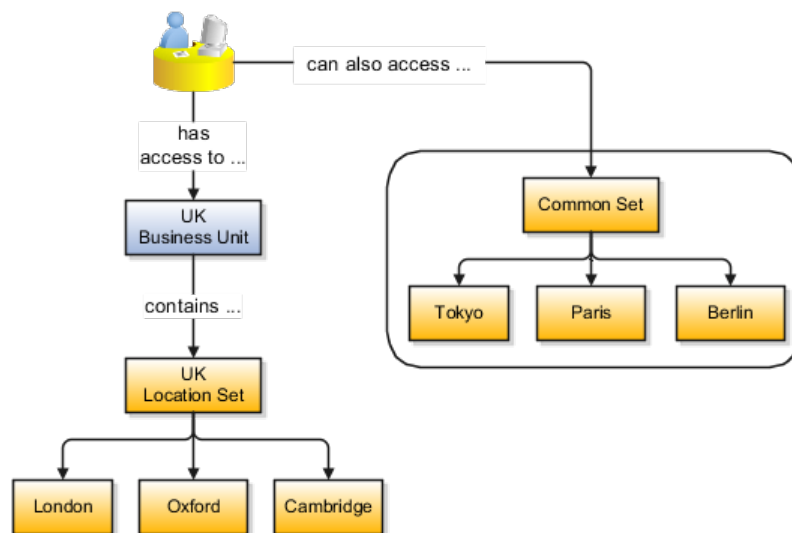 can also access ...
has
access to ...
UK
Business Unit
contains ...
UK
Location Set
London
Oxford
Cambridge
Common Set
Tokyo
Paris
Berlin